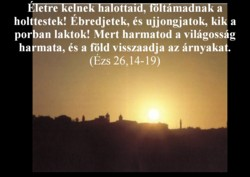 Életre kelnek halottaid, föltámadnak a
holttestek! Ébredjetek, és ujjongjatok, kik a
porban laktok! Mert harmatod a világosság
harmata, és a föld visszaadja az árnyakat.
(Ézs 26,14-19)